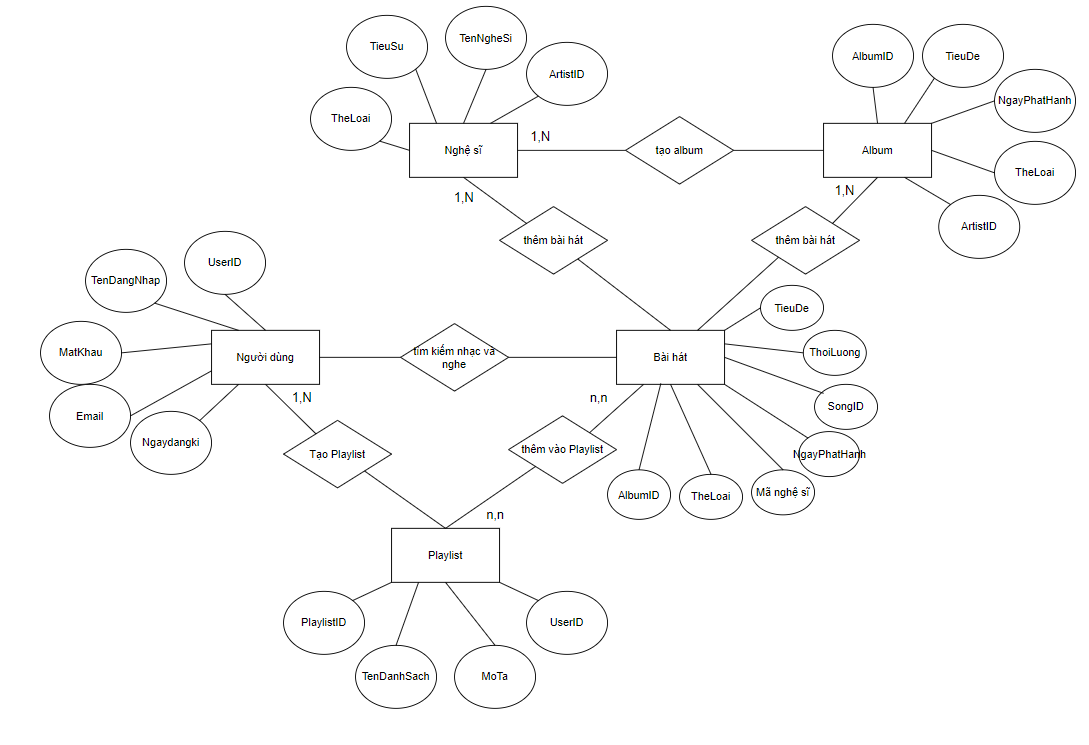 TieuSu
TenNgheSi
ArtistID
TheLoai
Nghệ sĩ
1,N
tạo album
AlbumID
TieuDe
NgayPhatHanh
Album
TheLoai
ArtistID
1,N
1,N
thêm bài hát
thêm bài hát
UserID
TenDangNhap
MatKhau
Email
Ngaydangki
Người dùng
1,N
tìm kiếm nhạc và
nghe
Bài hát
TieuDe
ThoiLuong
SongID
NgayPhatHanh
Mã nghệ sĩ
TheLoai
AlbumID
n,n
Tạo Playlist
thêm vào Playlist
n,n
Playlist
PlaylistID
TenDanhSach
MoTa
UserID